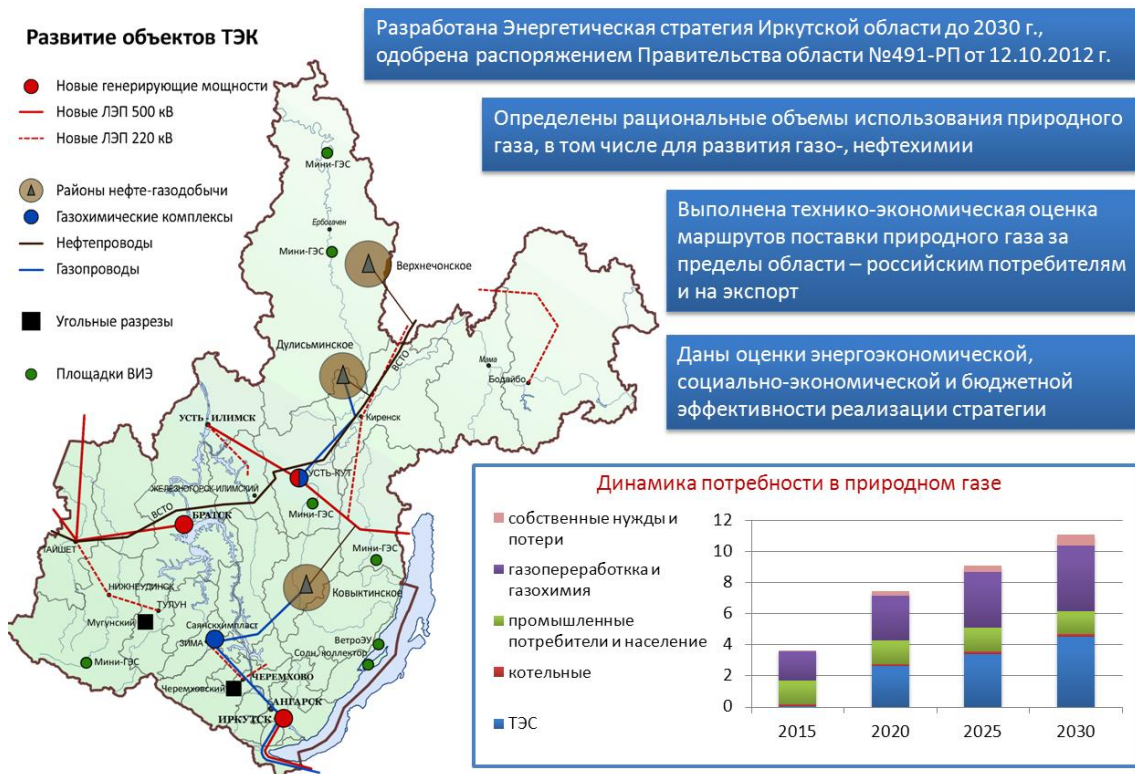 Развитие объектов ТЭК
Новые генерирующие мощности
Новые ЛЭП 500 кВ
Новые ЛЭП 220 кВ
Районы нефте-газодобычи
Газохимические комплексы
Нефтепроводы
Газопроводы
Угольные разрезы
Площадки ВИЭ
Разработана Энергетическая стратегия Иркутской области до 2030 г.,
одобрена распоряжением Правительства области №491-РП от 12.10.2012 г.
Определены рациональные объемы использования природного
газа, в том числе для развития газо-, нефтехимии
Выполнена технико-экономическая оценка
маршрутов поставки природного газа за
пределы области – российским потребителям
и на экспорт
Даны оценки энергоэкономической,
социально-экономической и бюджетной
эффективности реализации стратегии
Мини-ГЭС
Ербогачен
Мини-ГЭС
Верхнечонское
Дулисьминское
ВСТО
Мама
Бодайбо
Киренск
УСТЬ-ИЛИМСК
УСТЬ-КУТ
ЖЕЛЕЗНОГОРСК-ИЛИМСКИЙ
Мини-ГЭС
ВСТО
БРАТСК
ТАЙШЕТ
Мини-ГЭС
НИЖНЕУДИНСК
ТУЛУН
Ковыктинское
Мугунский
Саянскхимпласт
ЗИМА
ВетроЭУ
Солн. коллектор
Мини-ГЭС
ЧЕРЕМХОВО
Черемховский
АНГАРСК
ИРКУТСК
Динамика потребности в природном газе
собственные нужды и
потери
газопереработкка и
газохимия
промышленные
потребители и население
котельные
ТЭС
12
10
8
6
4
2
0
2015 2020 2025 2030